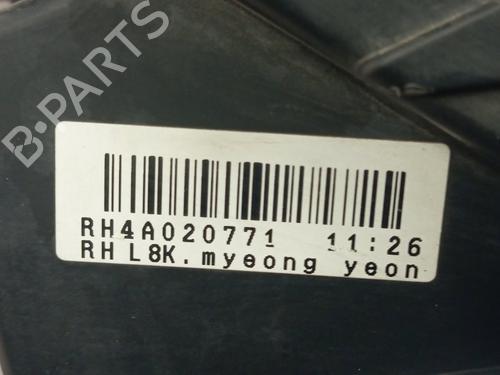 B-PARTS
RH4A020771 11:26
RH L8K.myeong yeon